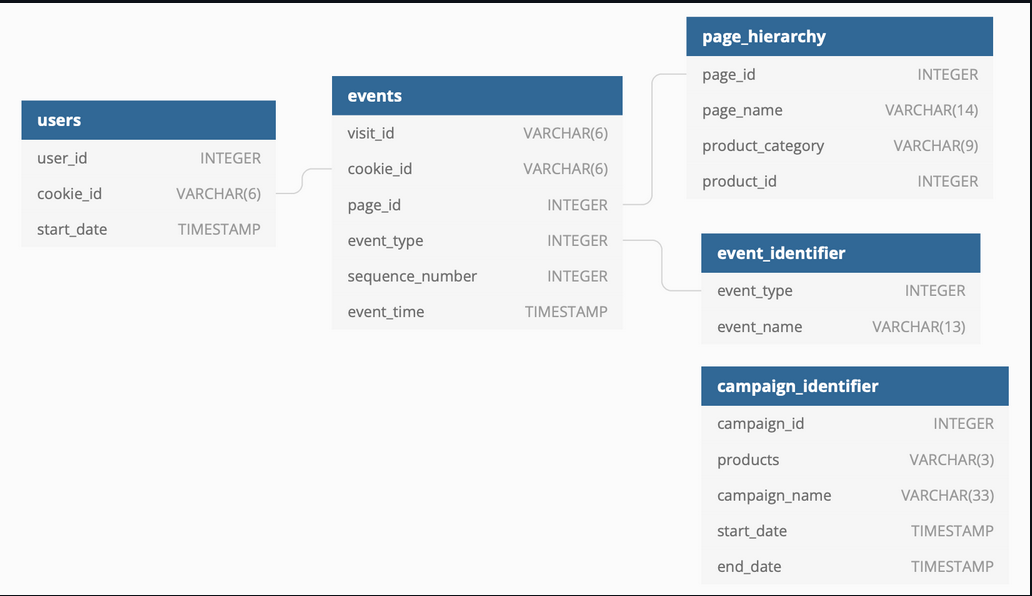 users
user_id INTEGER
cookie_id VARCHAR(6)
start_date TIMESTAMP
events
visit_id VARCHAR(6)
cookie_id VARCHAR(6)
page_id INTEGER
event_type INTEGER
sequence_number INTEGER
event_time TIMESTAMP
page_hierarchy
page_id INTEGER
page_name VARCHAR(14)
product_category VARCHAR(9)
product_id INTEGER
event_identifier
event_type INTEGER
event_name VARCHAR(13)
campaign_identifier
campaign_id INTEGER
products VARCHAR(3)
campaign_name VARCHAR(33)
start_date TIMESTAMP
end_date TIMESTAMP